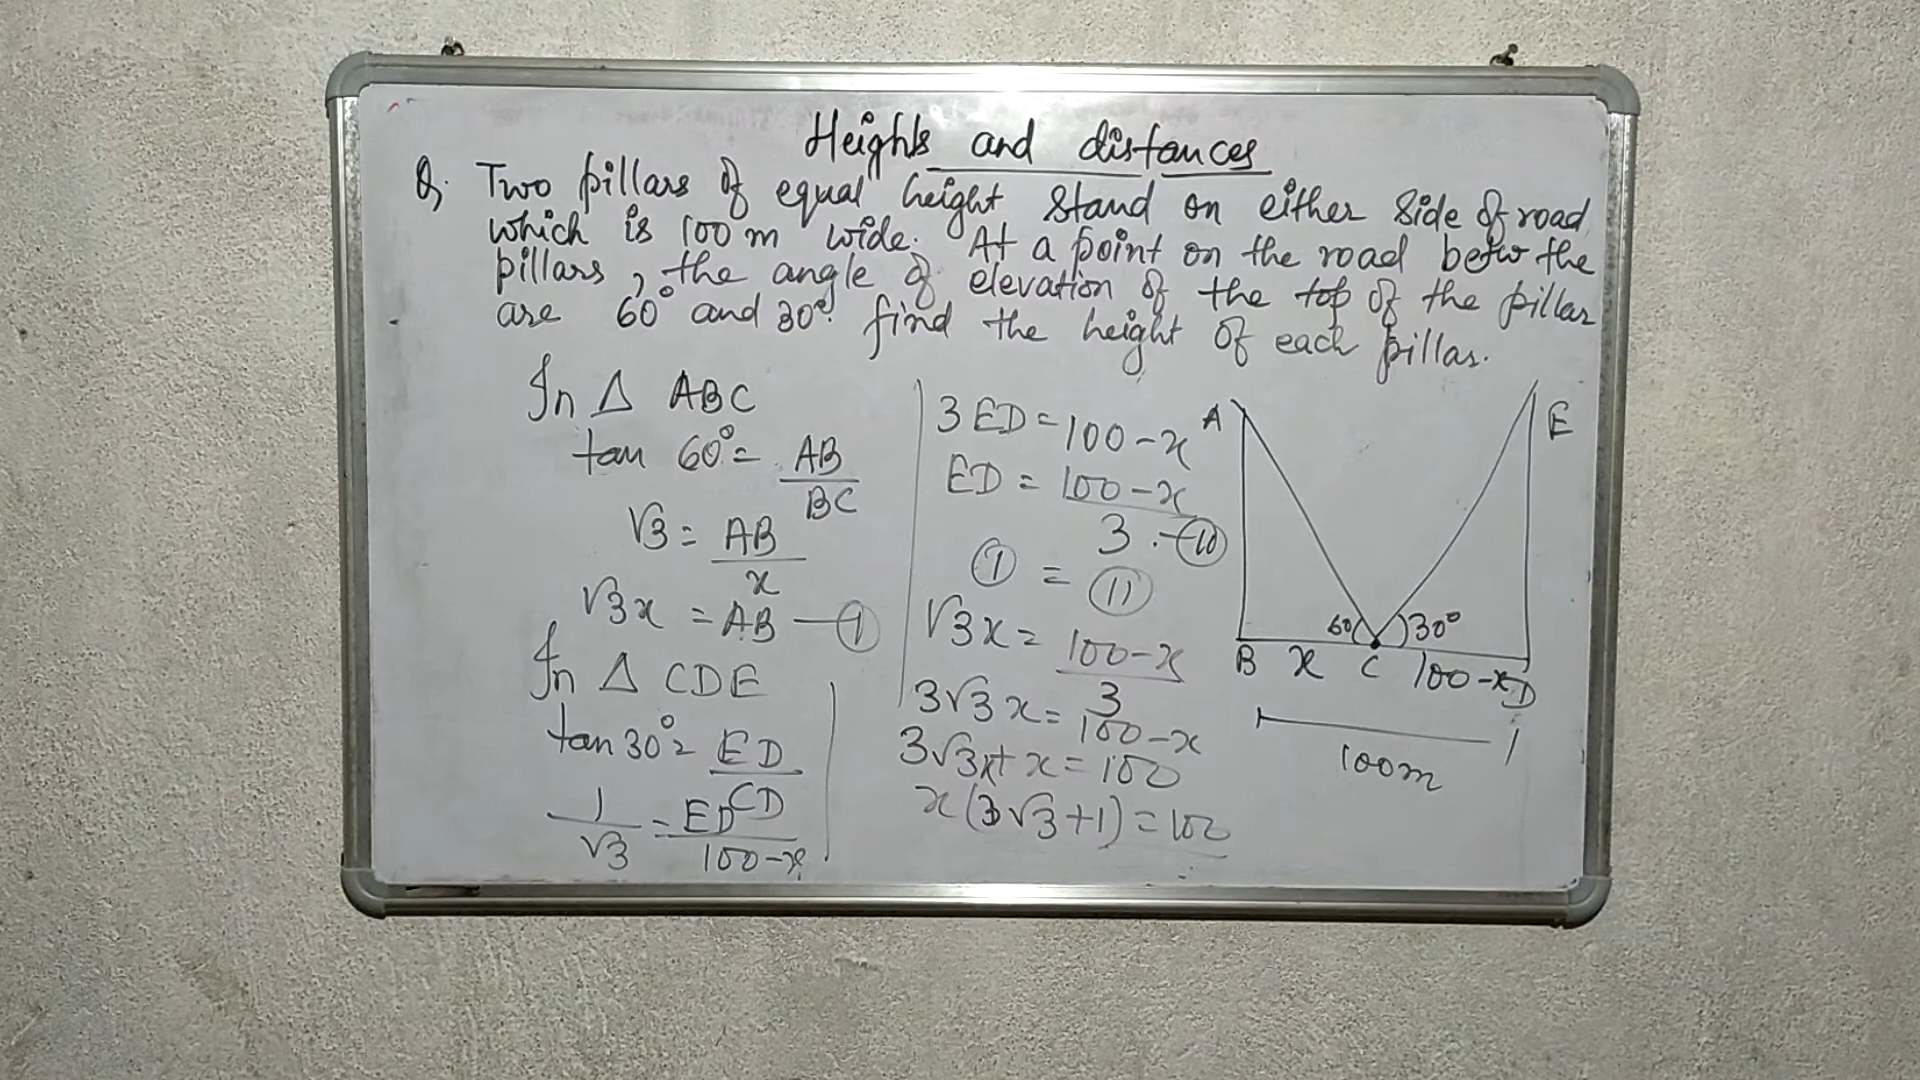 Heights and distances
Q. Two pillars of equal height stand on either side of road
which is 100 m wide. At a point on the road betw the
pillars, the angle of elevation of the top of the pillar
are 60° and 30°. find the height of each pillar.
In Δ ABC
tan 60° = AB
BC
√3 = AB
x
√3x = AB — ①
In Δ CDE
tan 30° = ED
CD
1 = ED
√3 100-x
3 ED = 100-x
ED = 100-x
3
① = ⑪
√3x = 100-x
3
3√3x = 100-x
3√3x + x = 100
x(3√3+1) = 100
A
E
60
30°
B x C 100-x D
100m